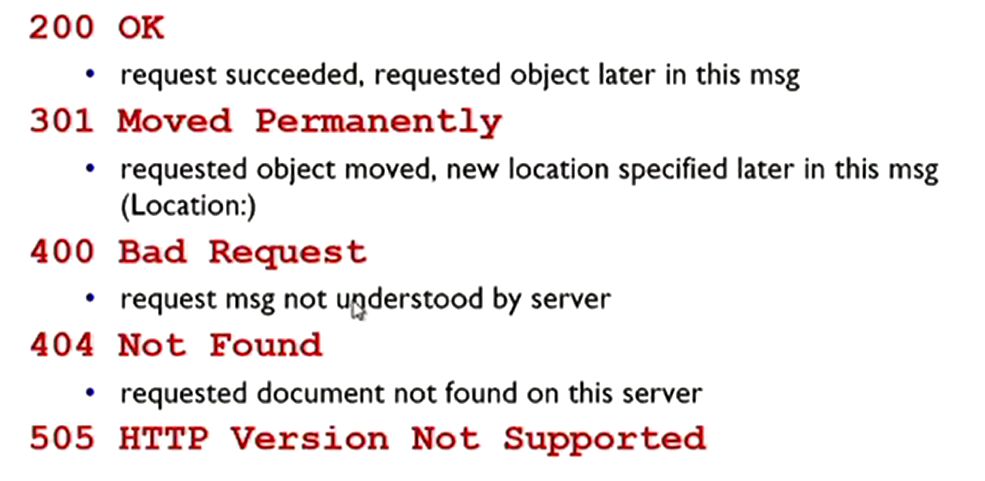 200 OK
• request succeeded, requested object later in this msg
301 Moved Permanently
• requested object moved, new location specified later in this msg
(Location:)
400 Bad Request
• request msg not understood by server
404 Not Found
• requested document not found on this server
505 HTTP Version Not Supported